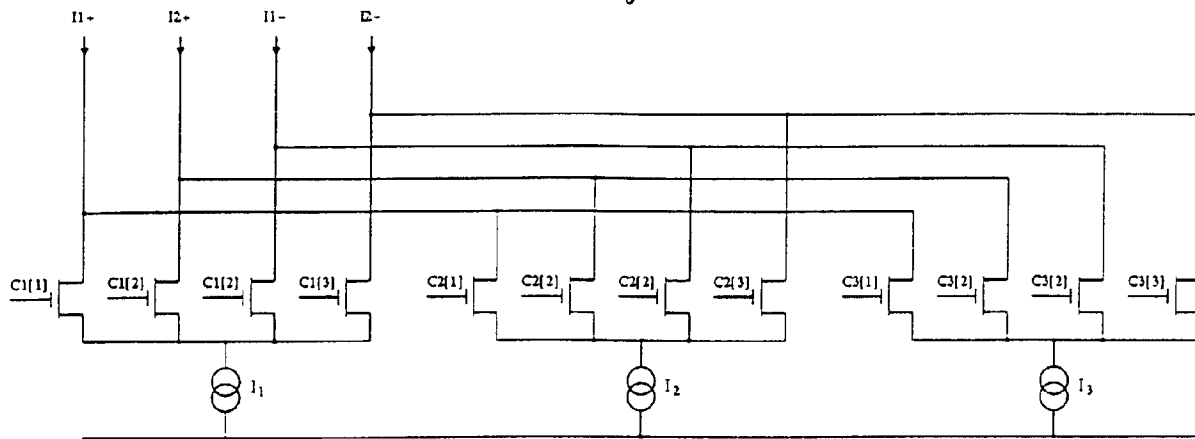 I1+ I2+ I1- I2-
C1[1] C1[2] C1[2] C1[3] C2[1] C2[2] C2[2] C2[3] C3[1] C3[2] C3[2] C3[3]
I1 I2 I3